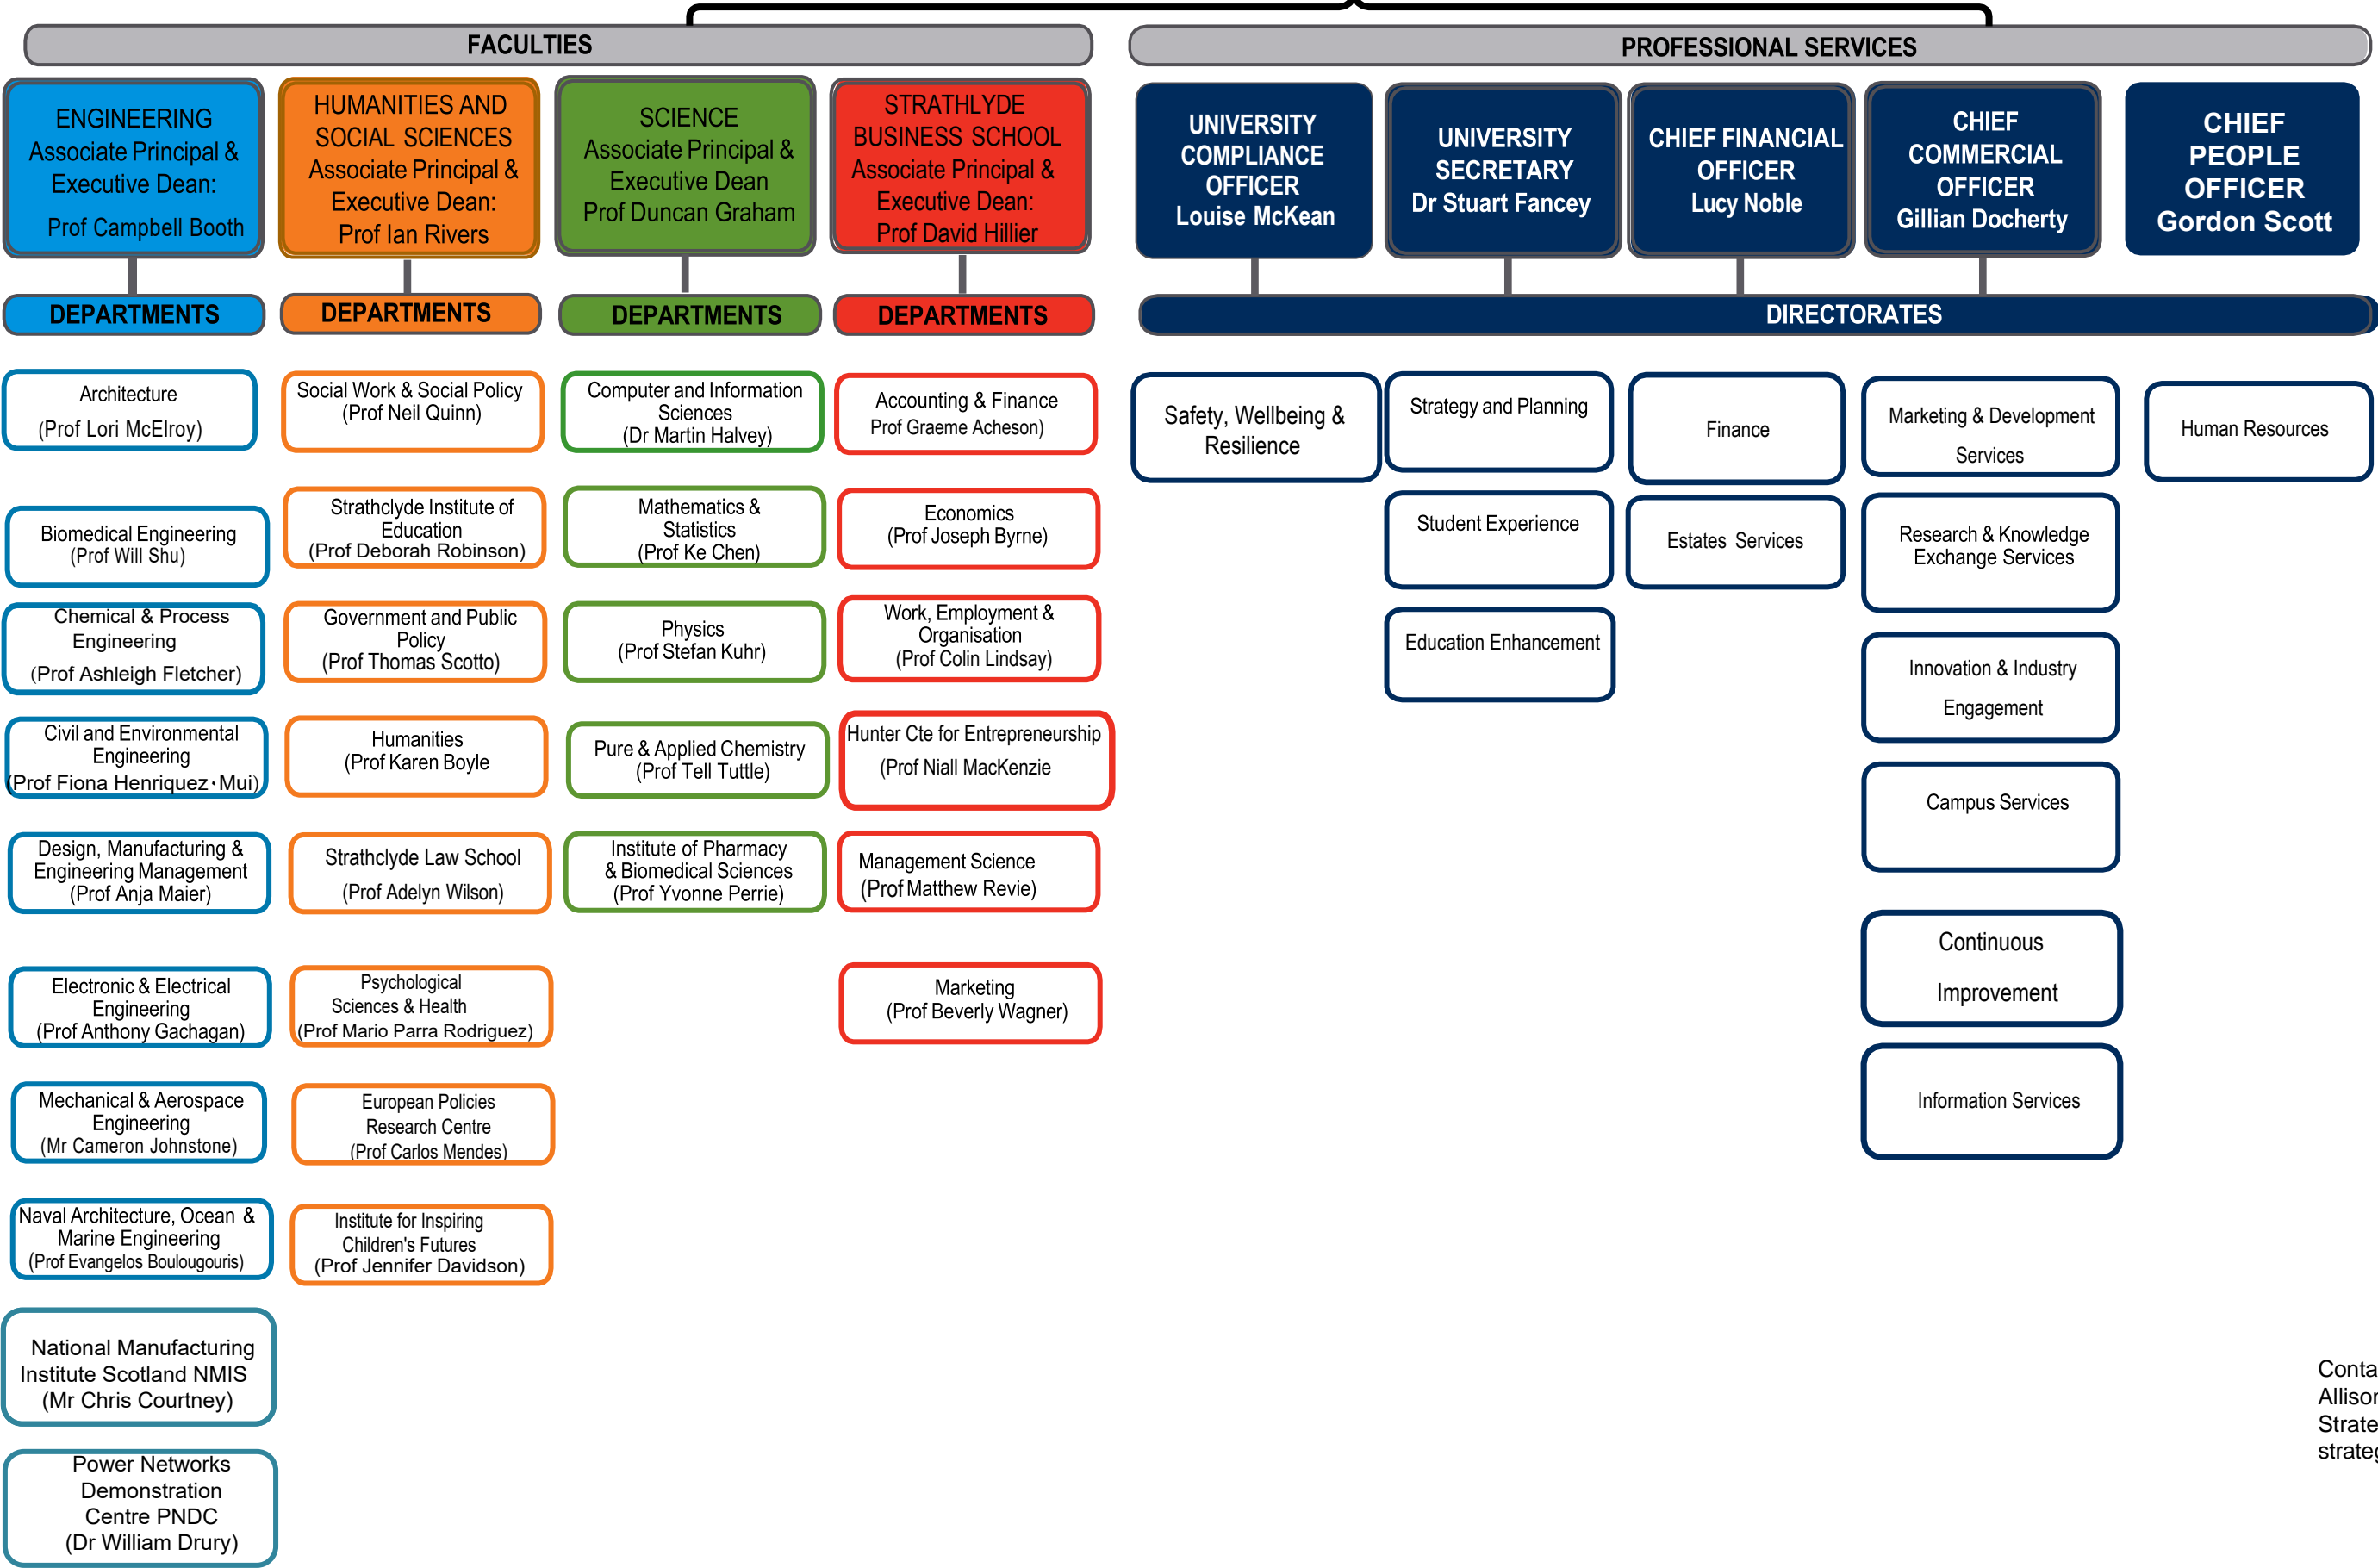 FACULTIES
PROFESSIONAL SERVICES
ENGINEERING
Associate Principal &
Executive Dean:
Prof Campbell Booth
HUMANITIES AND
SOCIAL SCIENCES
Associate Principal &
Executive Dean:
Prof Ian Rivers
SCIENCE
Associate Principal &
Executive Dean
Prof Duncan Graham
STRATHLYDE
BUSINESS SCHOOL
Associate Principal &
Executive Dean:
Prof David Hillier
UNIVERSITY
COMPLIANCE
OFFICER
Louise McKean
UNIVERSITY
SECRETARY
Dr Stuart Fancey
CHIEF FINANCIAL
OFFICER
Lucy Noble
CHIEF
COMMERCIAL
OFFICER
Gillian Docherty
CHIEF
PEOPLE
OFFICER
Gordon Scott
DEPARTMENTS
DEPARTMENTS
DEPARTMENTS
DEPARTMENTS
DIRECTORATES
Architecture
(Prof Lori McElroy)
Biomedical Engineering
(Prof Will Shu)
Chemical & Process
Engineering
(Prof Ashleigh Fletcher)
Civil and Environmental
Engineering
(Prof Fiona Henriquez·Mui)
Design, Manufacturing &
Engineering Management
(Prof Anja Maier)
Electronic & Electrical
Engineering
(Prof Anthony Gachagan)
Mechanical & Aerospace
Engineering
(Mr Cameron Johnstone)
Naval Architecture, Ocean &
Marine Engineering
(Prof Evangelos Boulougouris)
National Manufacturing
Institute Scotland NMIS
(Mr Chris Courtney)
Power Networks
Demonstration
Centre PNDC
(Dr William Drury)
Social Work & Social Policy
(Prof Neil Quinn)
Strathclyde Institute of
Education
(Prof Deborah Robinson)
Government and Public
Policy
(Prof Thomas Scotto)
Humanities
(Prof Karen Boyle
Strathclyde Law School
(Prof Adelyn Wilson)
Psychological
Sciences & Health
(Prof Mario Parra Rodriguez)
European Policies
Research Centre
(Prof Carlos Mendes)
Institute for Inspiring
Children's Futures
(Prof Jennifer Davidson)
Computer and Information
Sciences
(Dr Martin Halvey)
Mathematics &
Statistics
(Prof Ke Chen)
Physics
(Prof Stefan Kuhr)
Pure & Applied Chemistry
(Prof Tell Tuttle)
Institute of Pharmacy
& Biomedical Sciences
(Prof Yvonne Perrie)
Accounting & Finance
Prof Graeme Acheson)
Economics
(Prof Joseph Byrne)
Work, Employment &
Organisation
(Prof Colin Lindsay)
Hunter Cte for Entrepreneurship
(Prof Niall MacKenzie
Management Science
(Prof Matthew Revie)
Marketing
(Prof Beverly Wagner)
Safety, Wellbeing &
Resilience
Strategy and Planning
Student Experience
Education Enhancement
Finance
Estates Services
Marketing & Development
Services
Research & Knowledge
Exchange Services
Innovation & Industry
Engagement
Campus Services
Continuous
Improvement
Information Services
Human Resources